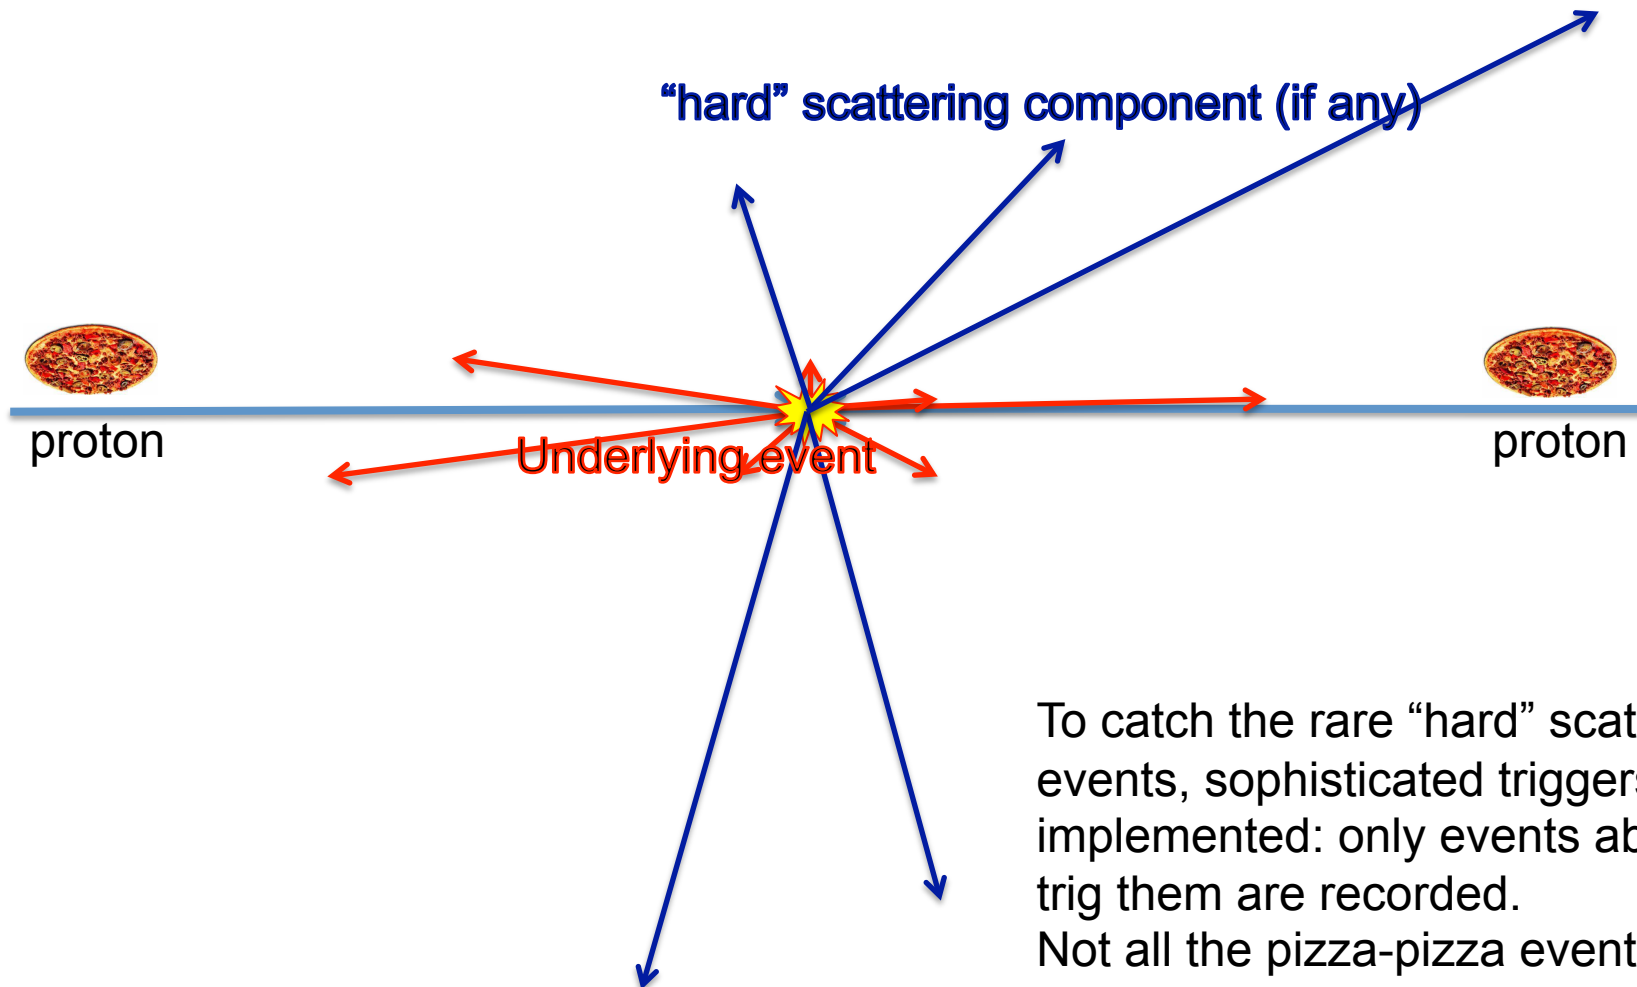 “hard” scattering component (if any)
proton
proton
Underlying event
To catch the rare “hard” scat
events, sophisticated triggers
implemented: only events ab
trig them are recorded.
Not all the pizza-pizza event